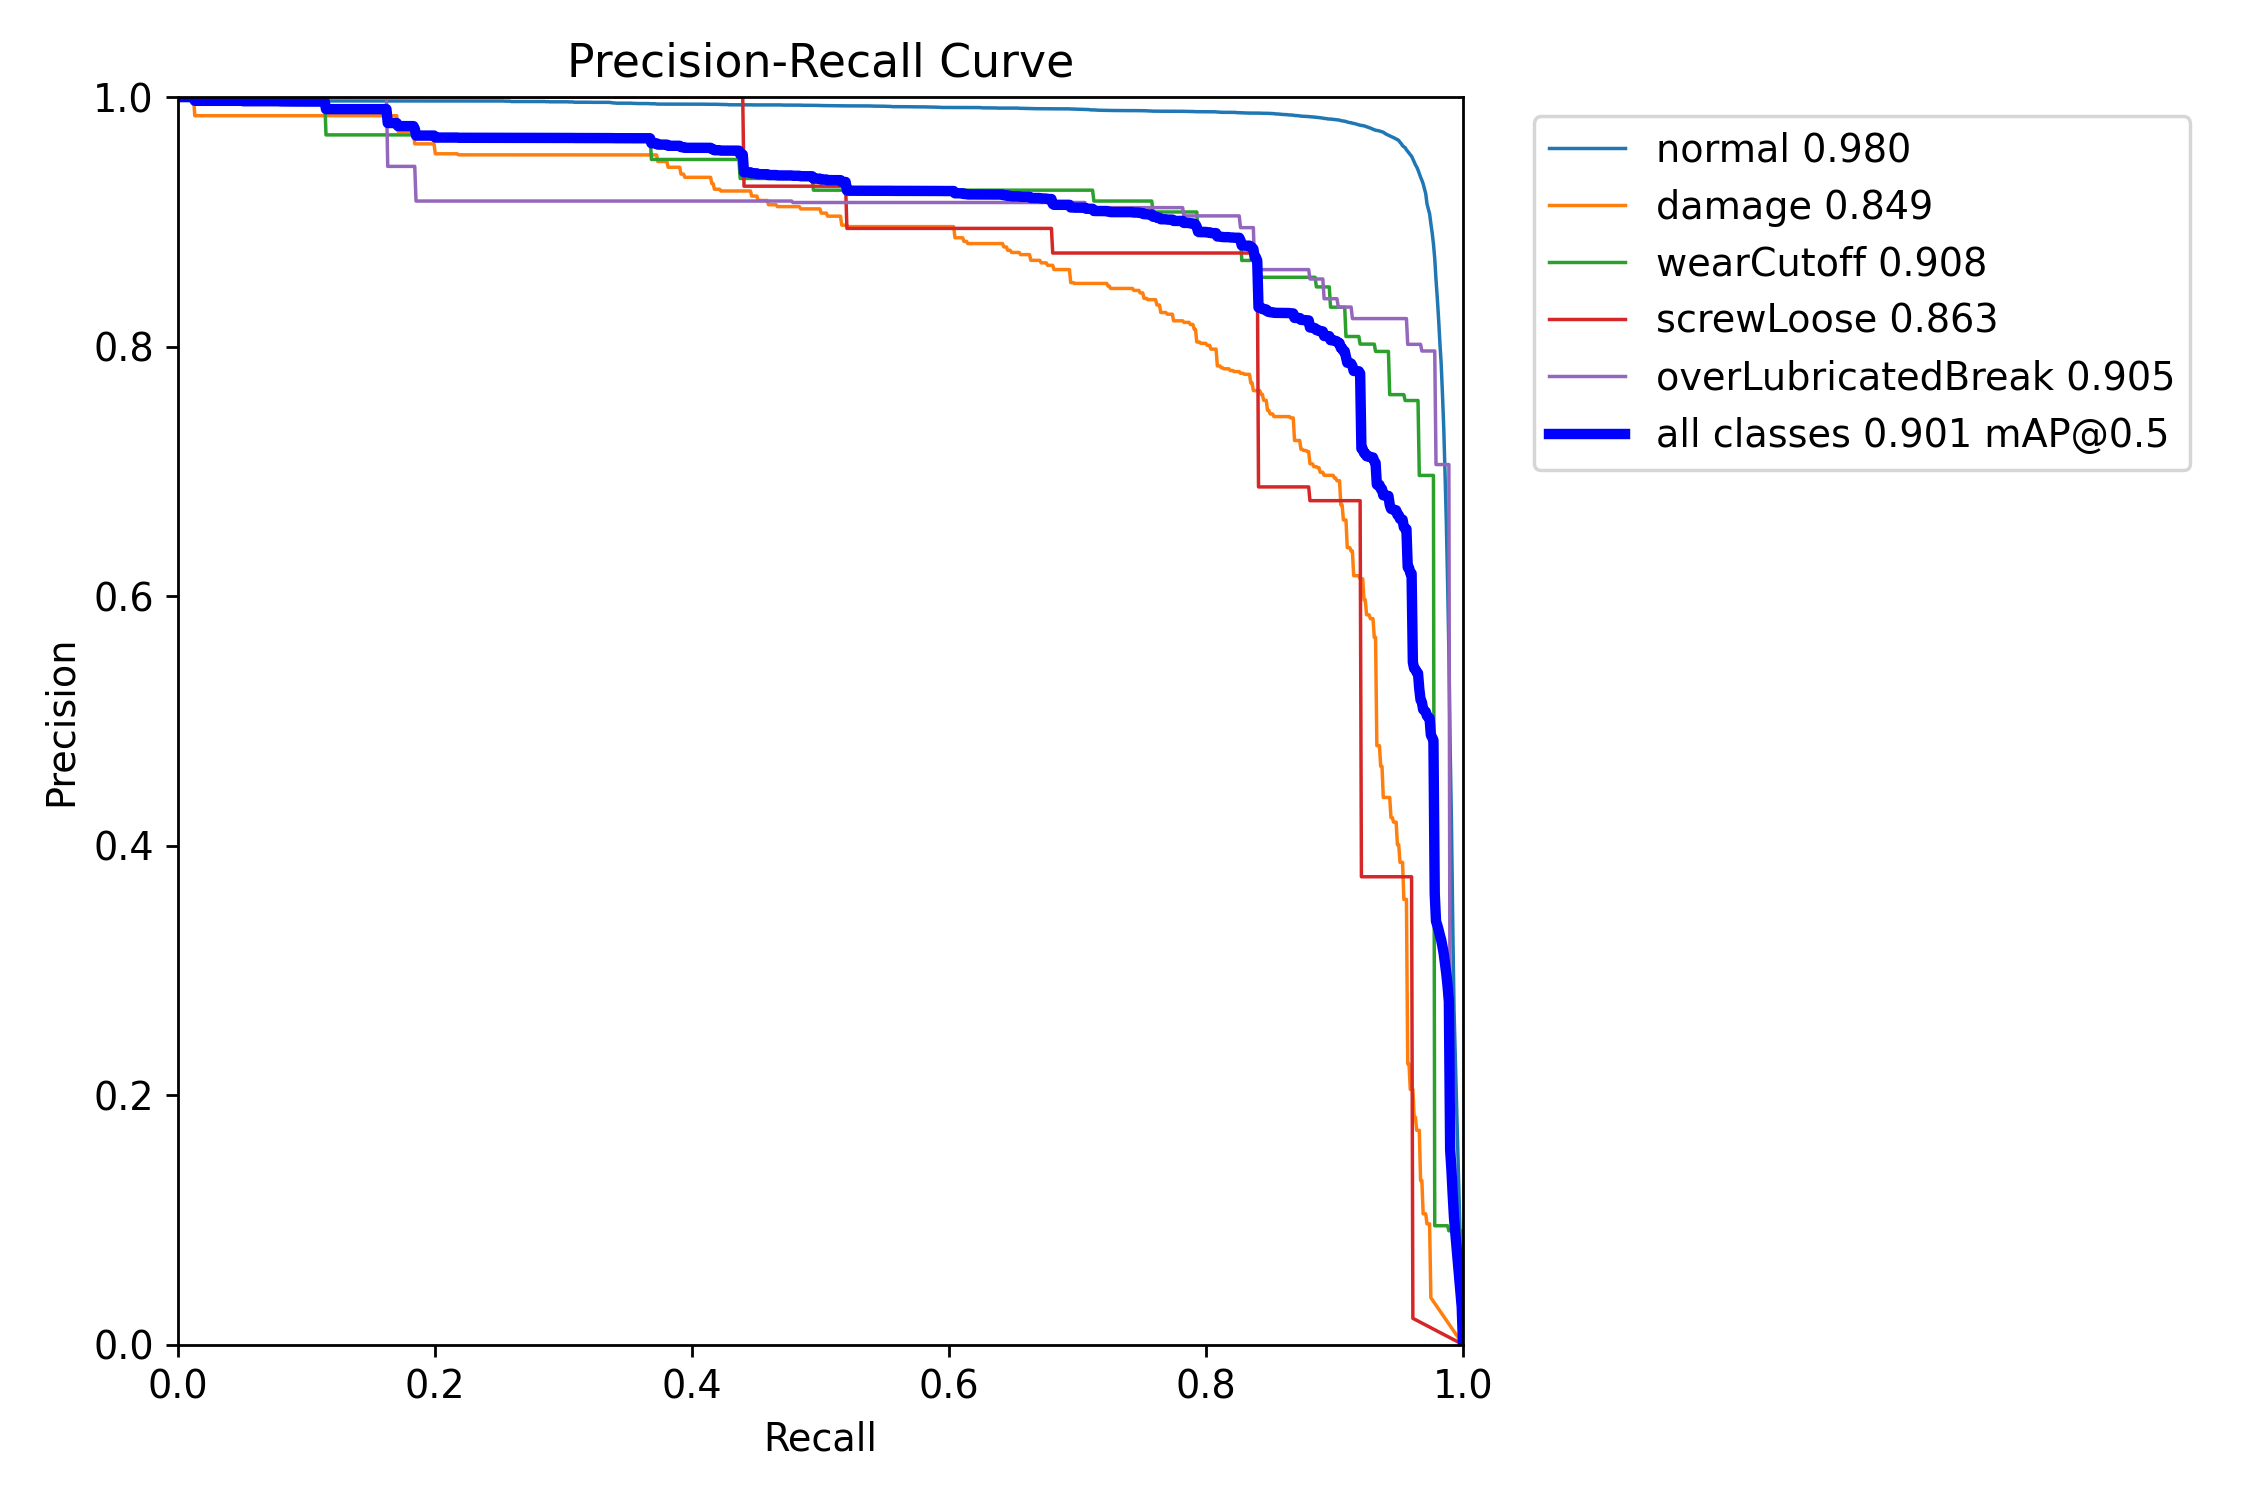 Precision-Recall Curve
1.0
0.8
0.6
0.4
0.2
0.0
Precision
0.0 0.2 0.4 0.6 0.8 1.0
Recall
normal 0.980
damage 0.849
wearCutoff 0.908
screwLoose 0.863
overLubricatedBreak 0.905
all classes 0.901 mAP@0.5